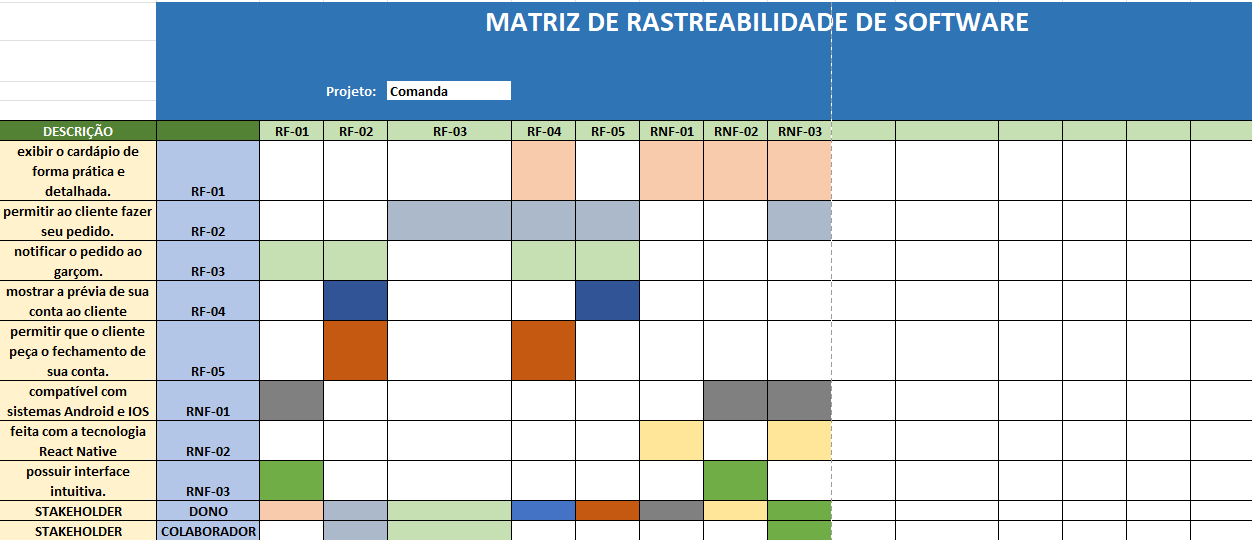 MATRIZ DE RASTREABILIDADE DE SOFTWARE
Projeto: Comanda
DESCRIÇÃO RF-01 RF-02 RF-03 RF-04 RF-05 RNF-01 RNF-02 RNF-03
exibir o cardápio de
forma prática e
detalhada. RF-01
permitir ao cliente fazer
seu pedido. RF-02
notificar o pedido ao
garçom. RF-03
mostrar a prévia de sua
conta ao cliente RF-04
permitir que o cliente
peça o fechamento de
sua conta. RF-05
compatível com
sistemas Android e IOS RNF-01
feita com a tecnologia
React Native RNF-02
possuir interface
intuitiva. RNF-03
STAKEHOLDER DONO
STAKEHOLDER COLABORADOR